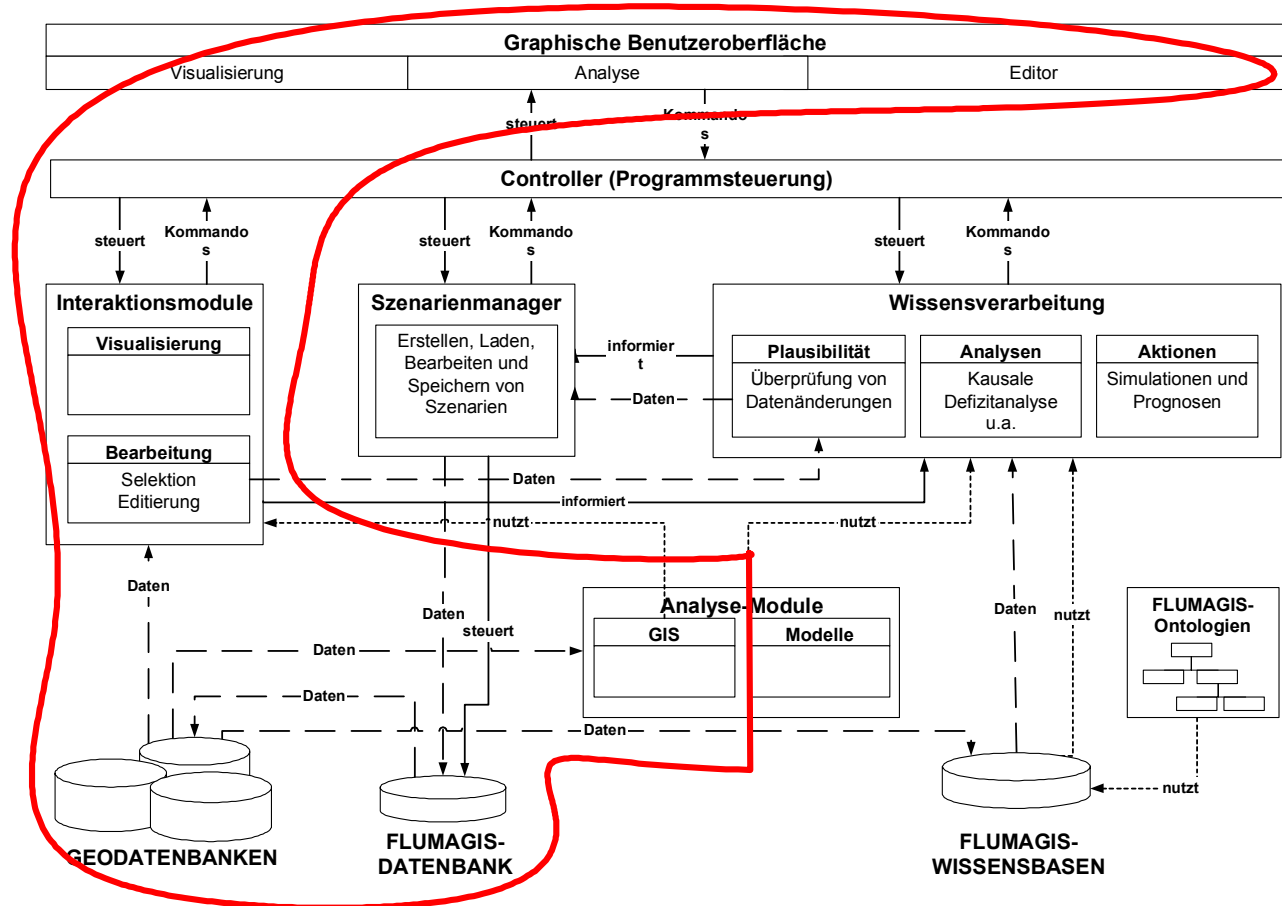 Graphische Benutzeroberfläche
Visualisierung
Analyse
Editor
steuert
Kommando
s
Controller (Programmsteuerung)
steuert
Kommando
s
steuert
Kommando
s
steuert
Kommando
s
Interaktionsmodule
Visualisierung
Bearbeitung
Selektion
Editierung
Szenarienmanager
Erstellen, Laden,
Bearbeiten und
Speichern von
Szenarien
informier
t
Daten
Wissensverarbeitung
Plausibilität
Überprüfung von
Datenänderungen
Analysen
Kausale
Defizitanalyse
u.a.
Aktionen
Simulationen und
Prognosen
Daten
informiert
nutzt
nutzt
Daten
Daten
steuert
Daten
Daten
Daten
Analyse-Module
GIS
Modelle
Daten
nutzt
FLUMAGIS-
Ontologien
nutzt
GEODATENBANKEN
FLUMAGIS-
DATENBANK
FLUMAGIS-
WISSENSBASEN